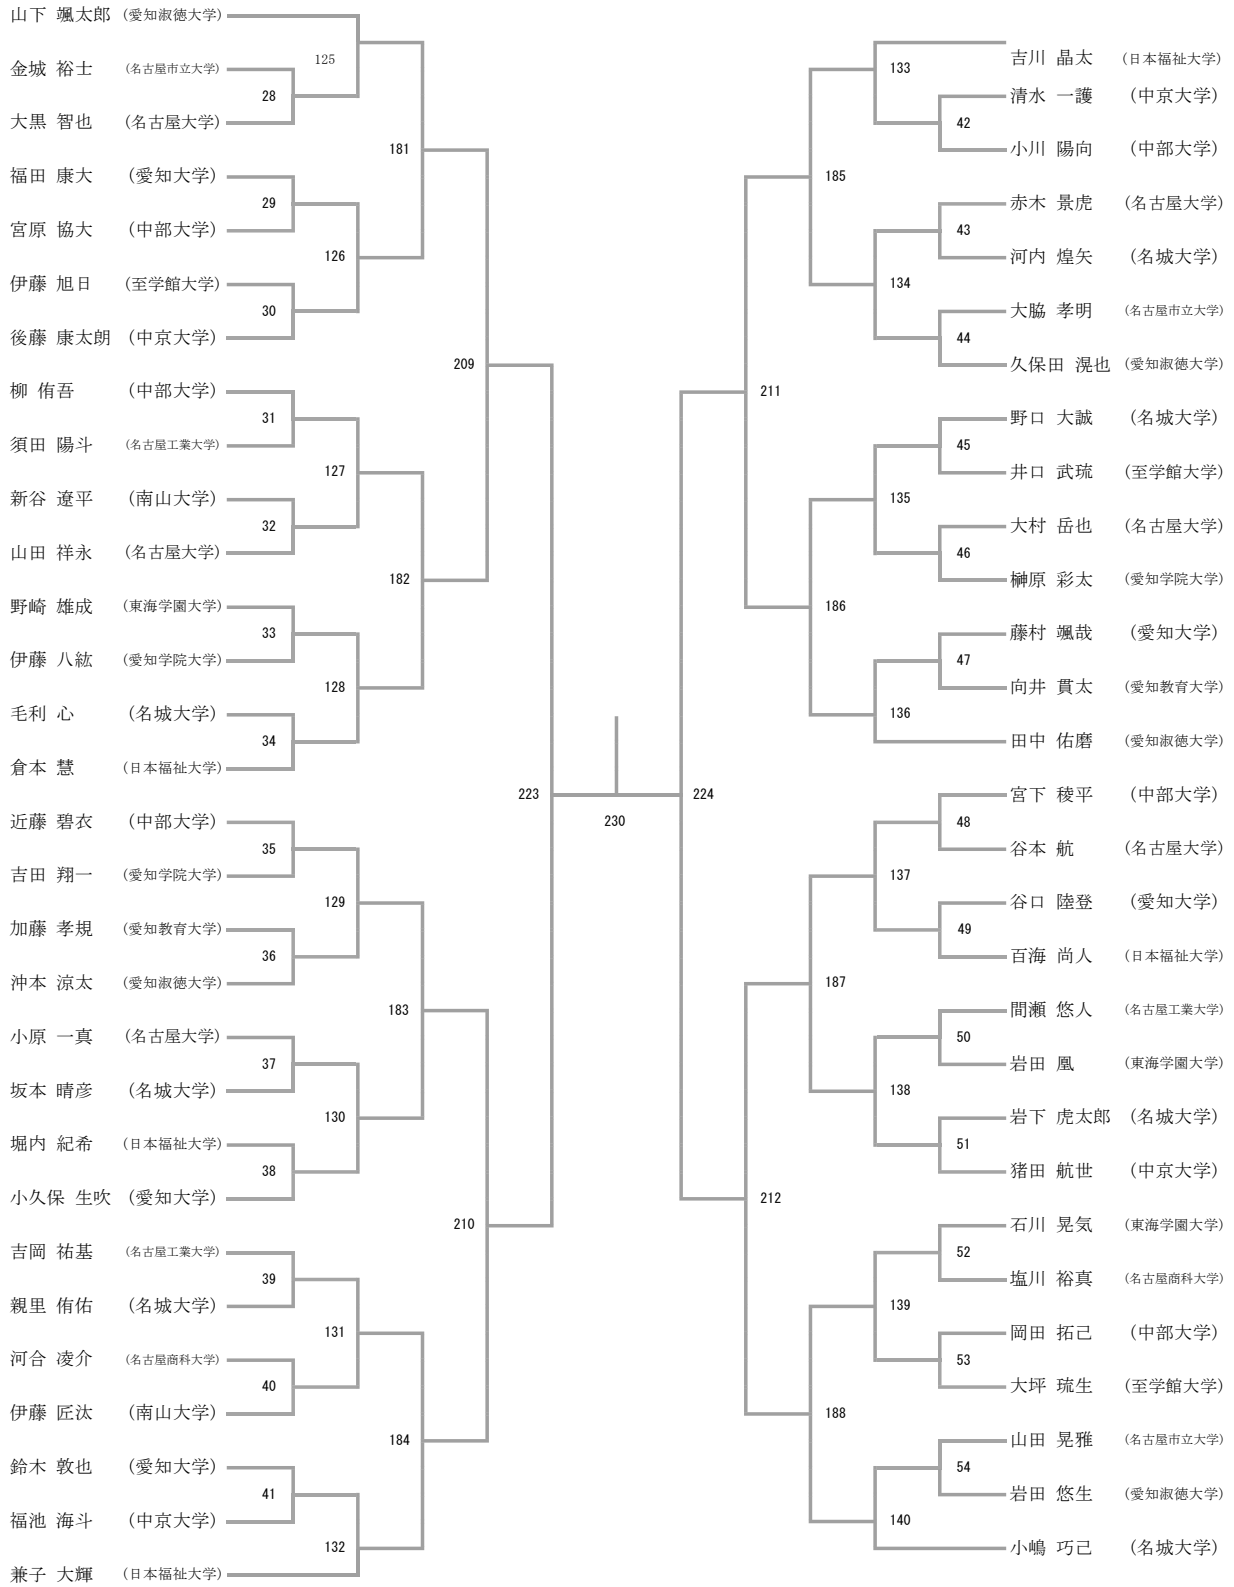 山下 颯太郎 (愛知淑徳大学)
125
金城 裕士 (名古屋市立大学)
28
大黒 智也 (名古屋大学)
181
福田 康大 (愛知大学)
29
宮原 協大 (中部大学)
126
伊藤 旭日 (至学館大学)
30
後藤 康太朗 (中京大学)
209
柳 侑吾 (中部大学)
31
須田 陽斗 (名古屋工業大学)
127
新谷 遼平 (南山大学)
32
山田 祥永 (名古屋大学)
182
野崎 雄成 (東海学園大学)
33
伊藤 八紘 (愛知学院大学)
128
毛利 心 (名城大学)
34
倉本 慧 (日本福祉大学)
223
近藤 碧衣 (中部大学)
35
吉田 翔一 (愛知学院大学)
129
加藤 孝規 (愛知教育大学)
36
沖本 涼太 (愛知淑徳大学)
183
小原 一真 (名古屋大学)
37
坂本 晴彦 (名城大学)
130
堀内 紀希 (日本福祉大学)
38
小久保 生吹 (愛知大学)
210
吉岡 祐基 (名古屋工業大学)
39
親里 侑佑 (名城大学)
131
河合 凌介 (名古屋商科大学)
40
伊藤 匠汰 (南山大学)
184
鈴木 敦也 (愛知大学)
41
福池 海斗 (中京大学)
132
兼子 大輝 (日本福祉大学)
230
吉川 晶太 (日本福祉大学)
133
清水 一護 (中京大学)
42
小川 陽向 (中部大学)
185
赤木 景虎 (名古屋大学)
43
河内 煌矢 (名城大学)
134
大脇 孝明 (名古屋市立大学)
44
久保田 滉也 (愛知淑徳大学)
211
野口 大誠 (名城大学)
45
井口 武琉 (至学館大学)
135
大村 岳也 (名古屋大学)
46
榊原 彩太 (愛知学院大学)
186
藤村 颯哉 (愛知大学)
47
向井 貫太 (愛知教育大学)
136
田中 佑磨 (愛知淑徳大学)
224
宮下 稜平 (中部大学)
48
谷本 航 (名古屋大学)
137
谷口 陸登 (愛知大学)
49
百海 尚人 (日本福祉大学)
187
間瀬 悠人 (名古屋工業大学)
50
岩田 凰 (東海学園大学)
138
岩下 虎太郎 (名城大学)
51
猪田 航世 (中京大学)
212
石川 晃気 (東海学園大学)
52
塩川 裕真 (名古屋商科大学)
139
岡田 拓己 (中部大学)
53
大坪 琉生 (至学館大学)
188
山田 晃雅 (名古屋市立大学)
54
岩田 悠生 (愛知淑徳大学)
140
小嶋 巧己 (名城大学)